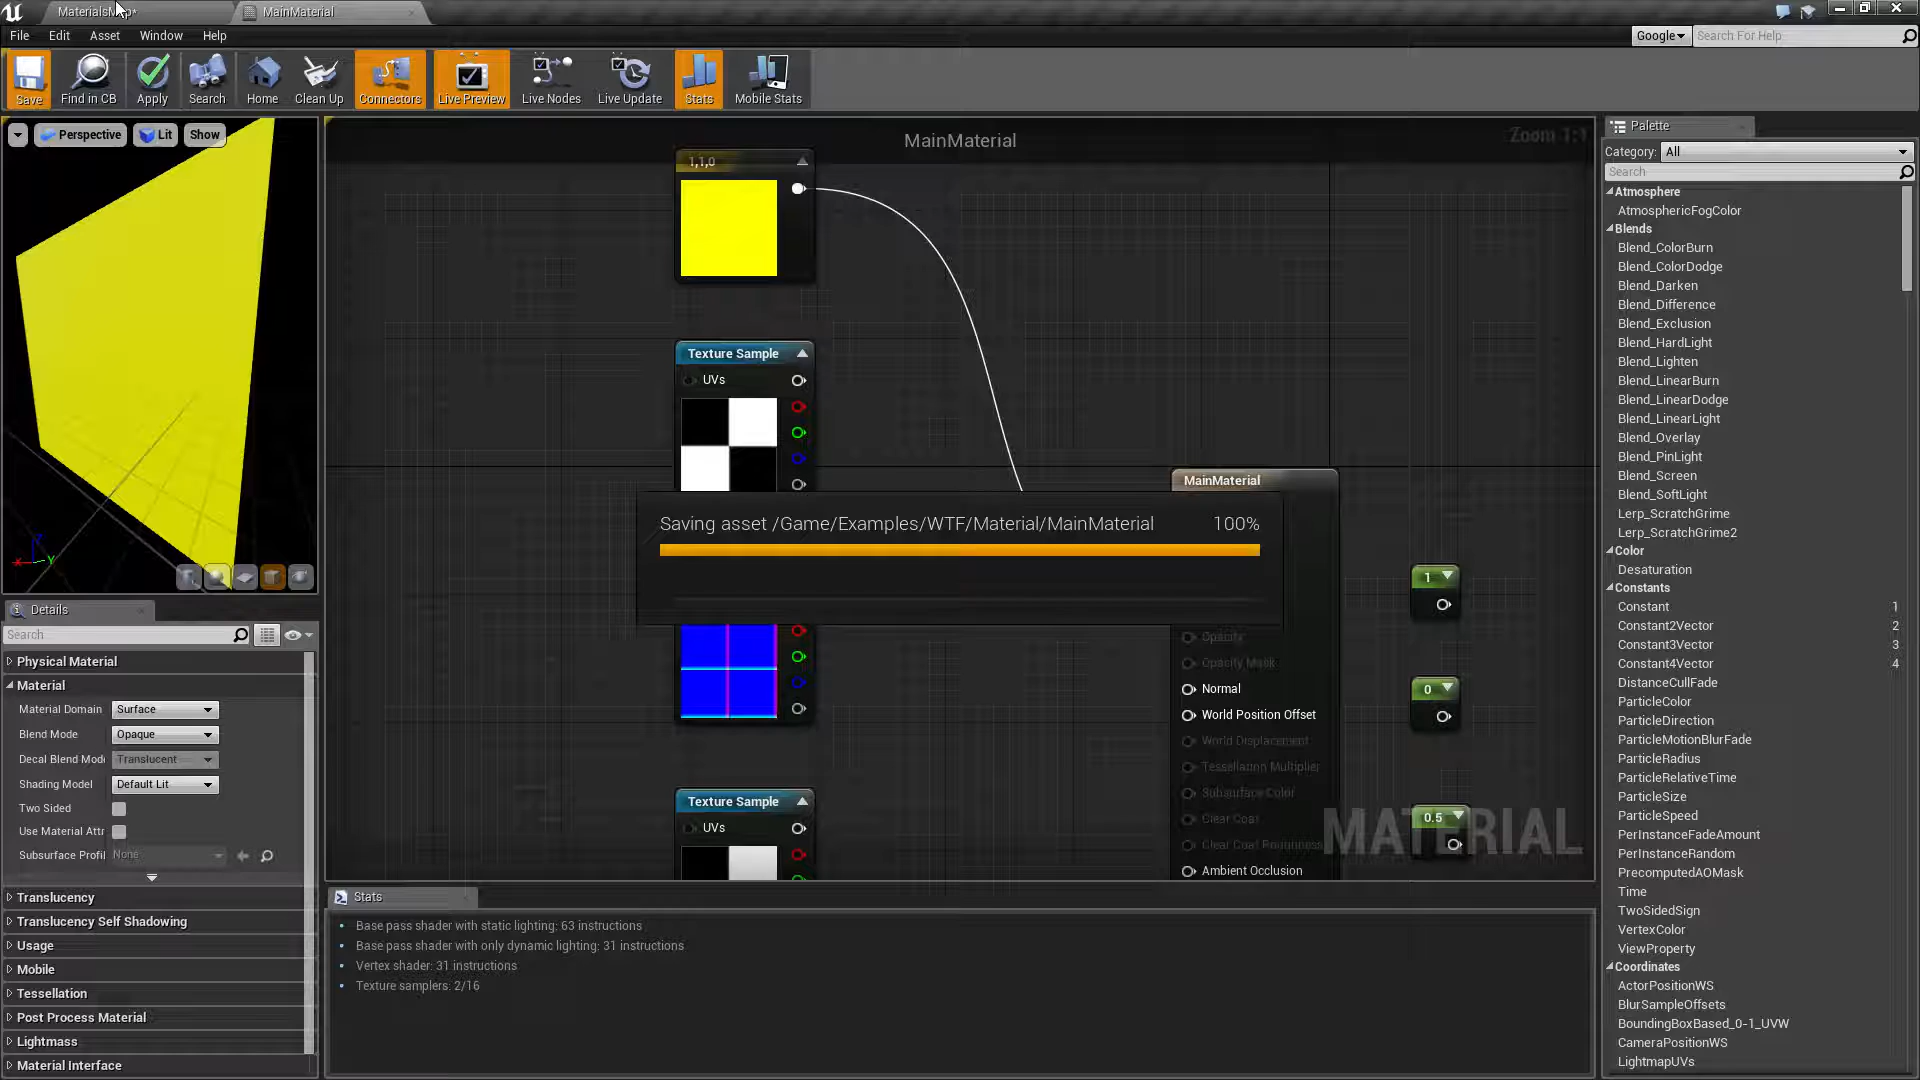 MainMaterial
File Edit Asset Window Help
Google
Search For Help
Save
Find in CB
Apply
Search
Home
Clean Up
Connectors
Live Preview
Live Nodes
Live Update
Stats
Mobile Stats
Perspective
Lit
Show
MainMaterial
Zoom 1:1
1,1,0
Texture Sample
UVs
MainMaterial
Saving asset /Game/Examples/WTF/Material/MainMaterial 100%
Opacity
Opacity Mask
Normal
World Position Offset
World Displacement
Tessellation Multiplier
Subsurface Color
Clear Coat
Clear Coat Roughness
Ambient Occlusion
1
0
0.5
MATERIAL
Texture Sample
UVs
X
Y
Z
Details
Search
Physical Material
Material
Material Domain Surface
Blend Mode Opaque
Decal Blend Mod Translucent
Shading Model Default Lit
Two Sided
Use Material Attr
Subsurface Profil None
Translucency
Translucency Self Shadowing
Usage
Mobile
Tessellation
Post Process Material
Lightmass
Material Interface
Stats
Base pass shader with static lighting: 63 instructions
Base pass shader with only dynamic lighting: 31 instructions
Vertex shader: 31 instructions
Texture samplers: 2/16
Palette
Category: All
Search
Atmosphere
AtmosphericFogColor
Blends
Blend_ColorBurn
Blend_ColorDodge
Blend_Darken
Blend_Difference
Blend_Exclusion
Blend_HardLight
Blend_Lighten
Blend_LinearBurn
Blend_LinearDodge
Blend_LinearLight
Blend_Overlay
Blend_PinLight
Blend_Screen
Blend_SoftLight
Lerp_ScratchGrime
Lerp_ScratchGrime2
Color
Desaturation
Constants
Constant 1
Constant2Vector 2
Constant3Vector 3
Constant4Vector 4
DistanceCullFade
ParticleColor
ParticleDirection
ParticleMotionBlurFade
ParticleRadius
ParticleRelativeTime
ParticleSize
ParticleSpeed
PerInstanceFadeAmount
PerInstanceRandom
PrecomputedAOMask
Time
TwoSidedSign
VertexColor
ViewProperty
Coordinates
ActorPositionWS
BlurSampleOffsets
BoundingBoxBased_0-1_UVW
CameraPositionWS
LightmapUVs